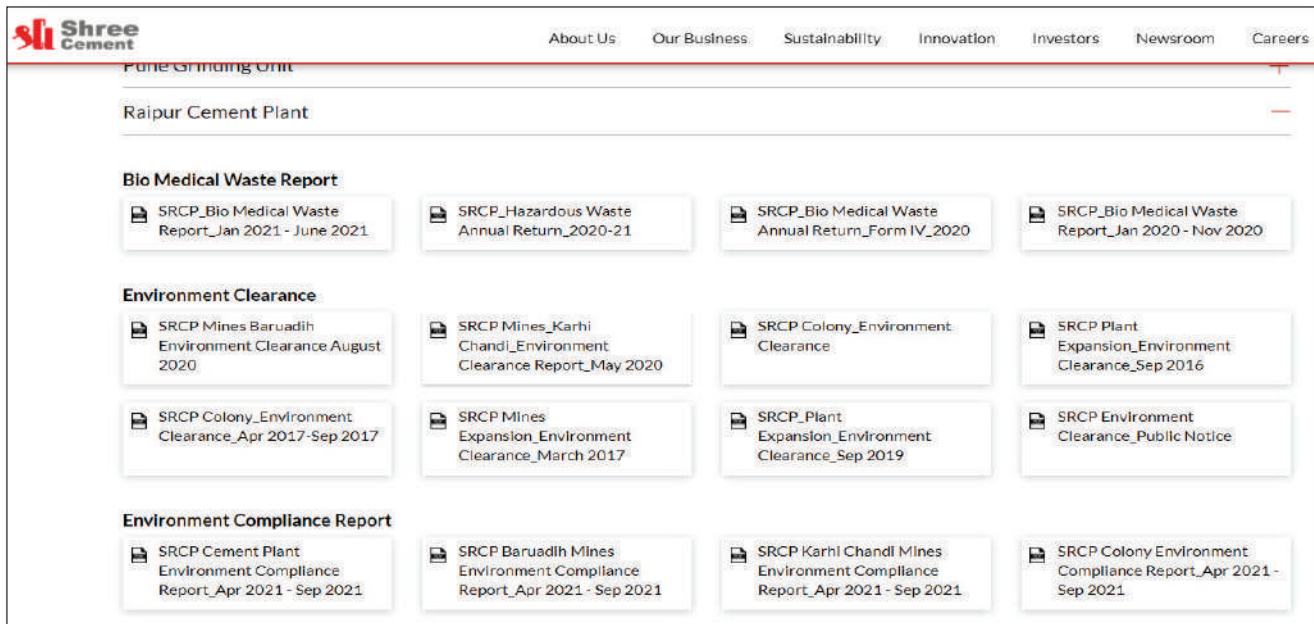 Shree
Cement
About Us Our Business Sustainability Innovation Investors Newsroom Careers
Pune Grinding Unit
Raipur Cement Plant
Bio Medical Waste Report
SRCP_Bio Medical Waste
Report_Jan 2021 - June 2021
SRCP_Hazardous Waste
Annual Return_2020-21
SRCP_Bio Medical Waste
Annual Return_Form IV_2020
SRCP_Bio Medical Waste
Report_Jan 2020 - Nov 2020
Environment Clearance
SRCP Mines Baruadih
Environment Clearance August
2020
SRCP Mines_Karhi
Chandi_Environment
Clearance Report_May 2020
SRCP Colony_Environment
Clearance
SRCP Plant
Expansion_Environment
Clearance_Sep 2016
SRCP Colony_Environment
Clearance_Apr 2017-Sep 2017
SRCP Mines
Expansion_Environment
Clearance_March 2017
SRCP_Plant
Expansion_Environment
Clearance_Sep 2019
SRCP Environment
Clearance_Public Notice
Environment Compliance Report
SRCP Cement Plant
Environment Compliance
Report_Apr 2021 - Sep 2021
SRCP Baruadih Mines
Environment Compliance
Report_Apr 2021 - Sep 2021
SRCP Karhi Chandi Mines
Environment Compliance
Report_Apr 2021 - Sep 2021
SRCP Colony Environment
Compliance Report_Apr 2021 -
Sep 2021